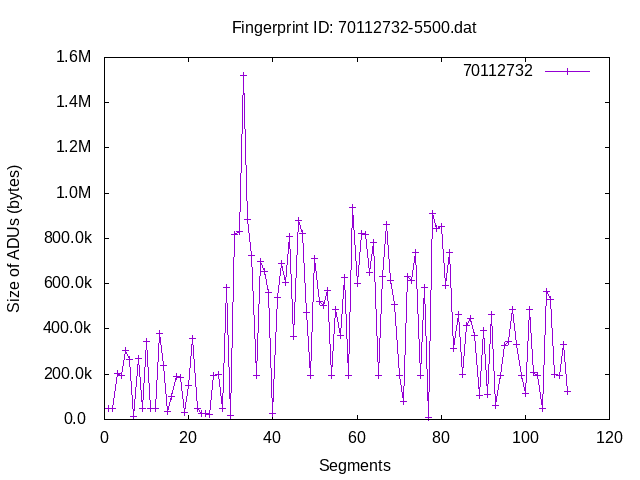 Fingerprint ID: 70112732-5500.dat
70112732
1.6M
1.4M
1.2M
1.0M
800.0k
600.0k
400.0k
200.0k
0.0
Size of ADUs (bytes)
0 20 40 60 80 100 120
Segments